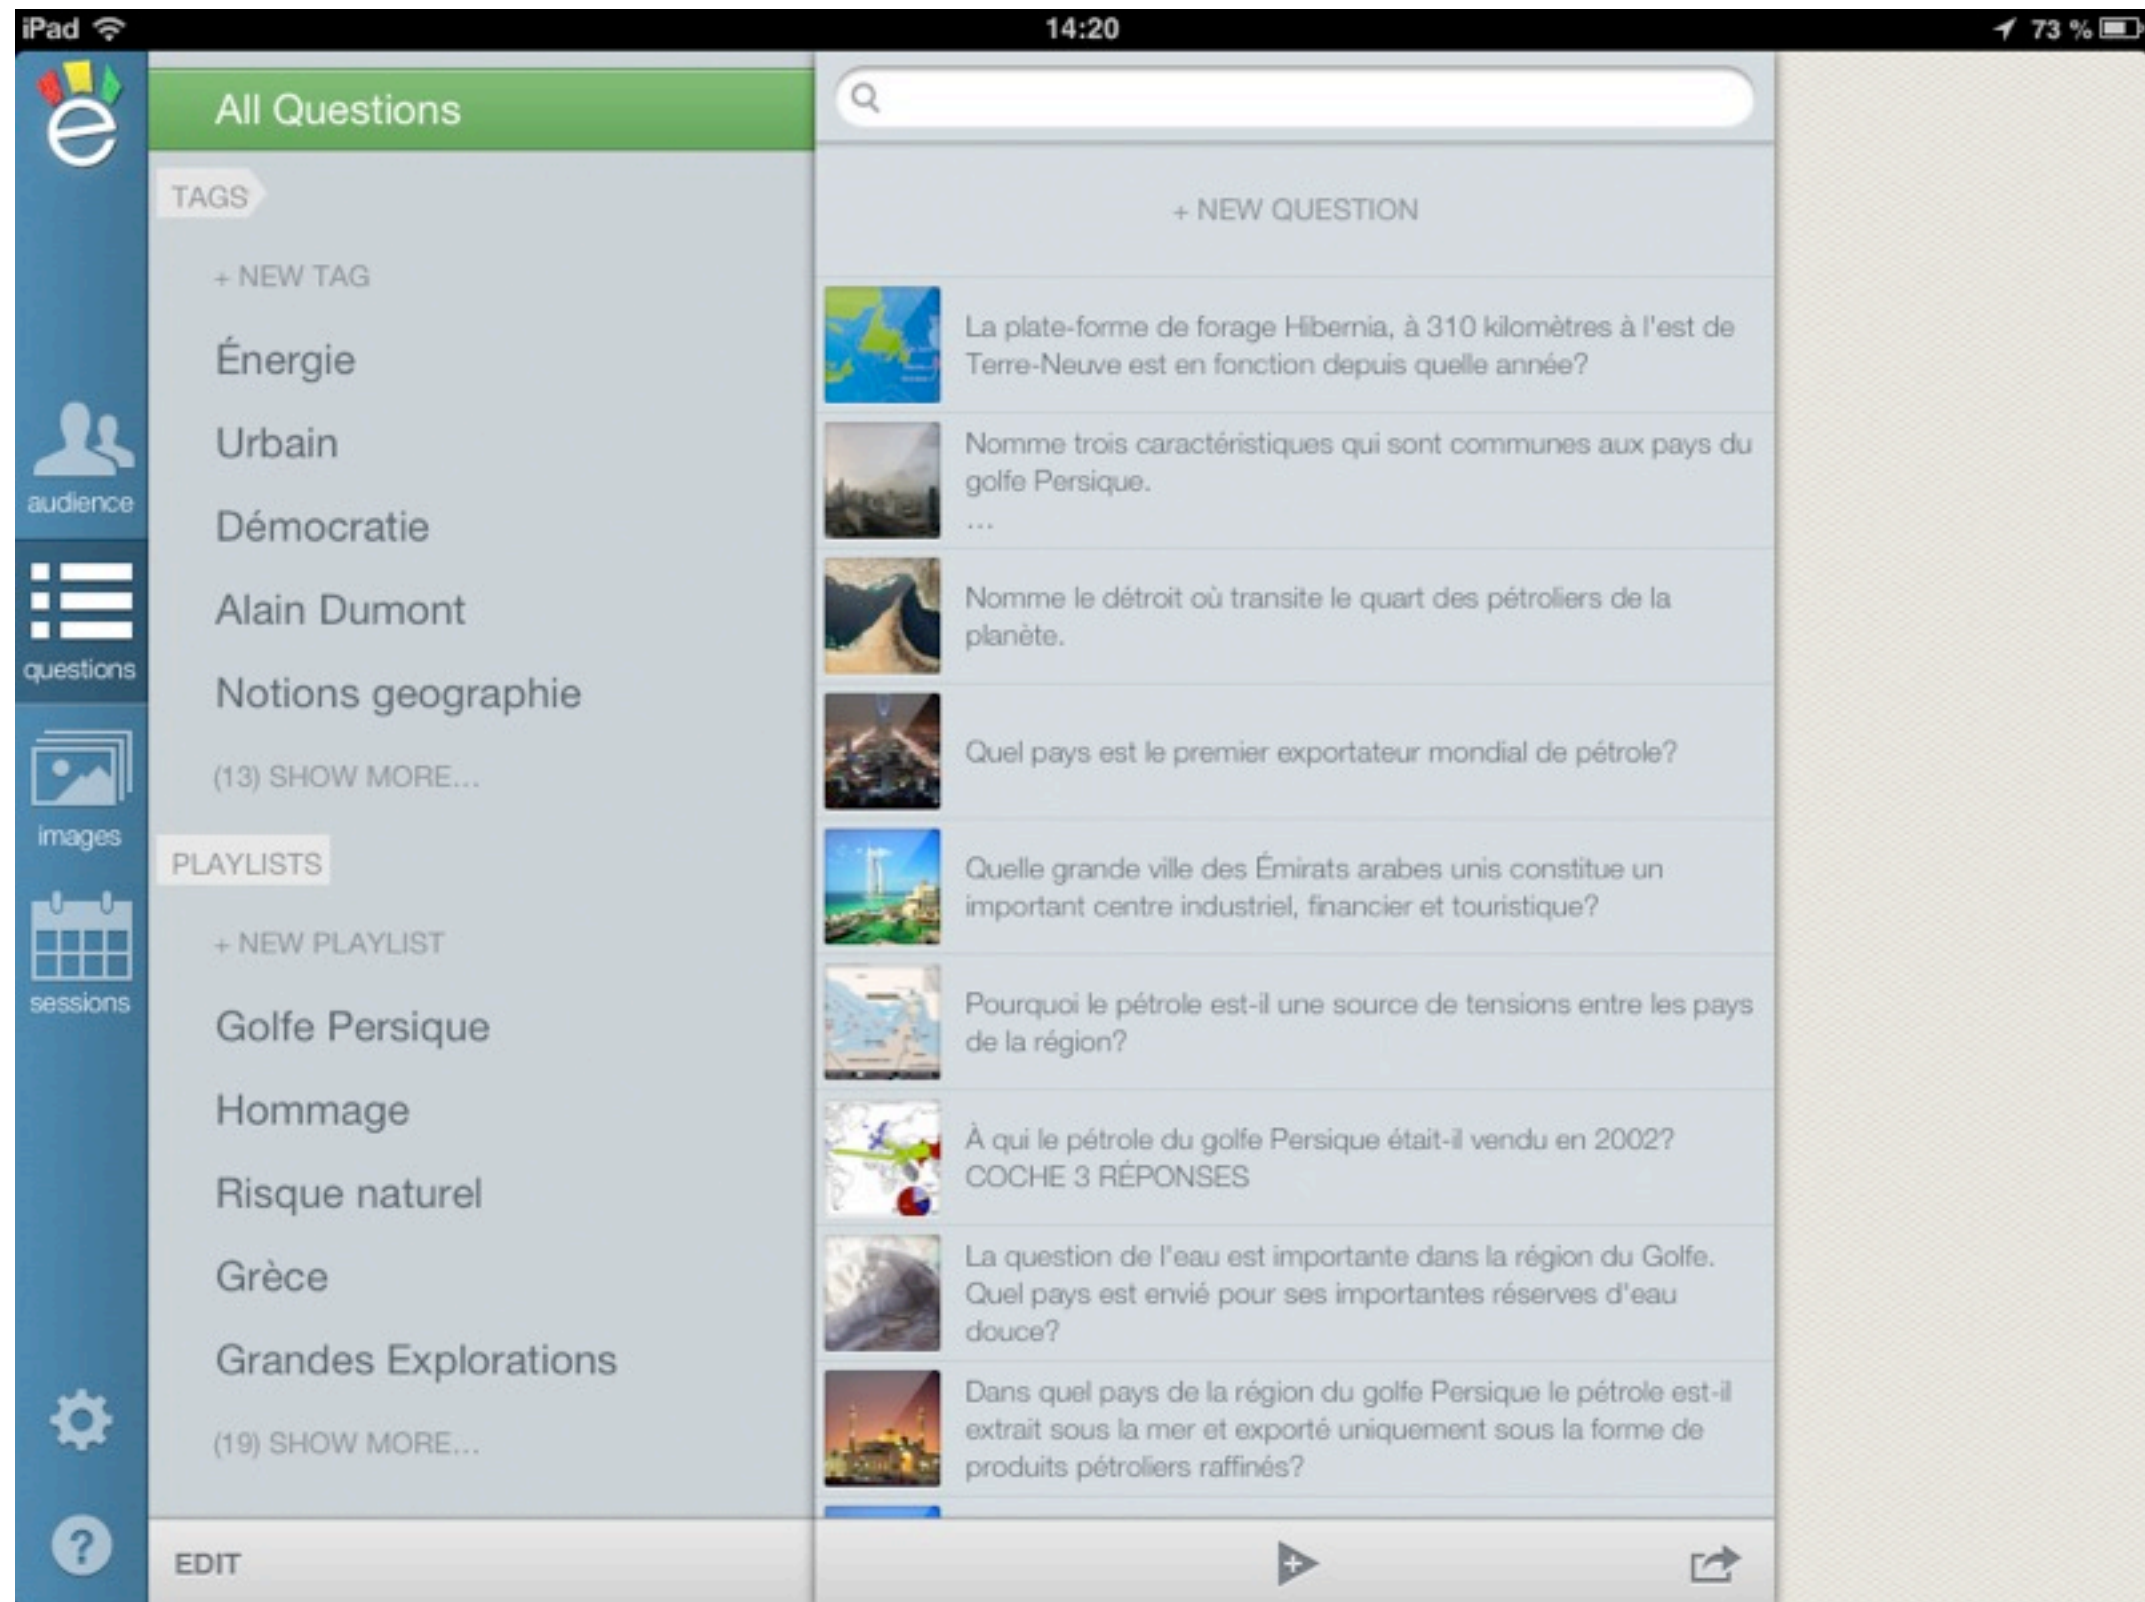 iPad
14:20
73 %
e
audience
questions
images
sessions
?
All Questions
TAGS
+ NEW TAG
Énergie
Urbain
Démocratie
Alain Dumont
Notions geographie
(13) SHOW MORE...
PLAYLISTS
+ NEW PLAYLIST
Golfe Persique
Hommage
Risque naturel
Grèce
Grandes Explorations
(19) SHOW MORE...
EDIT
+ NEW QUESTION
La plate-forme de forage Hibernia, à 310 kilomètres à l'est de
Terre-Neuve est en fonction depuis quelle année?
Nomme trois caractéristiques qui sont communes aux pays du
golfe Persique.
...
Nomme le détroit où transite le quart des pétroliers de la
planète.
Quel pays est le premier exportateur mondial de pétrole?
Quelle grande ville des Émirats arabes unis constitue un
important centre industriel, financier et touristique?
Pourquoi le pétrole est-il une source de tensions entre les pays
de la région?
À qui le pétrole du golfe Persique était-il vendu en 2002?
COCHE 3 RÉPONSES
La question de l'eau est importante dans la région du Golfe.
Quel pays est envié pour ses importantes réserves d'eau
douce?
Dans quel pays de la région du golfe Persique le pétrole est-il
extrait sous la mer et exporté uniquement sous la forme de
produits pétroliers raffinés?